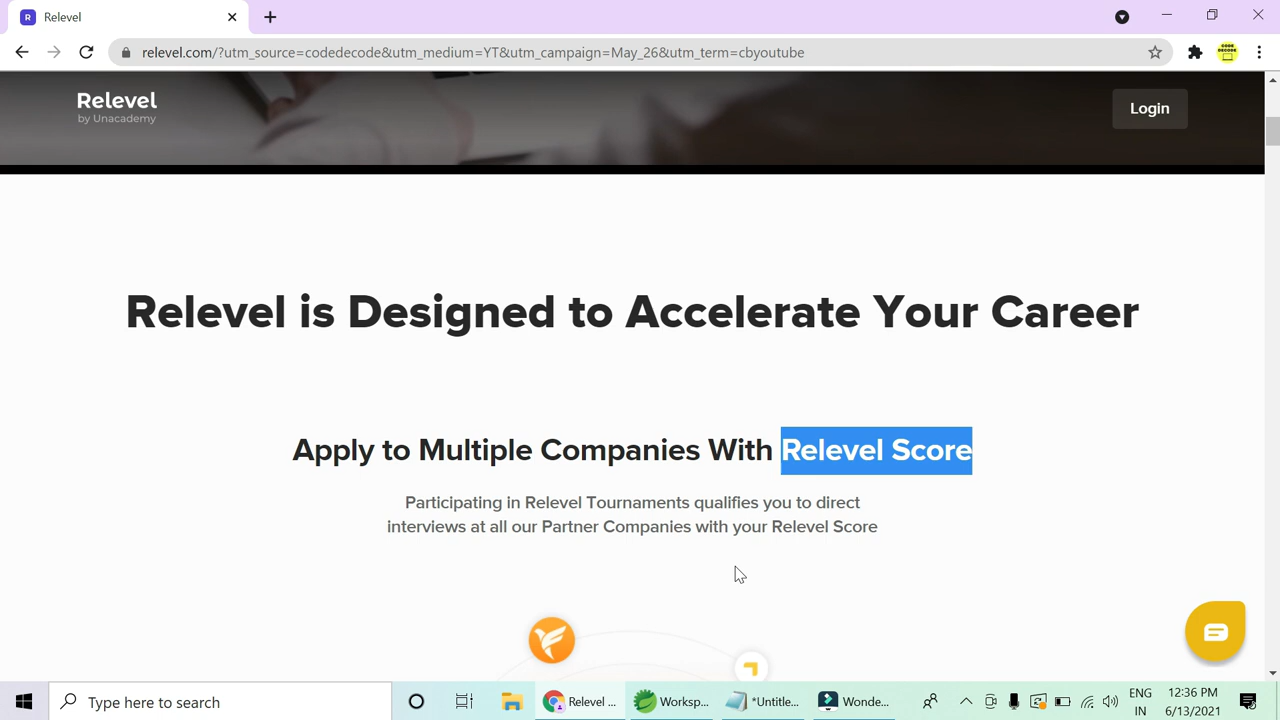 Relevel
relevel.com/?utm_source=codedecode&utm_medium=YT&utm_campaign=May_26&utm_term=cbyoutube
CODE
DECODE
Relevel
by Unacademy
Login
Relevel is Designed to Accelerate Your Career
Apply to Multiple Companies With Relevel Score
Participating in Relevel Tournaments qualifies you to direct
interviews at all our Partner Companies with your Relevel Score
Type here to search
Relevel ...
Worksp...
*Untitle...
Wonde...
ENG
IN
12:36 PM
6/13/2021